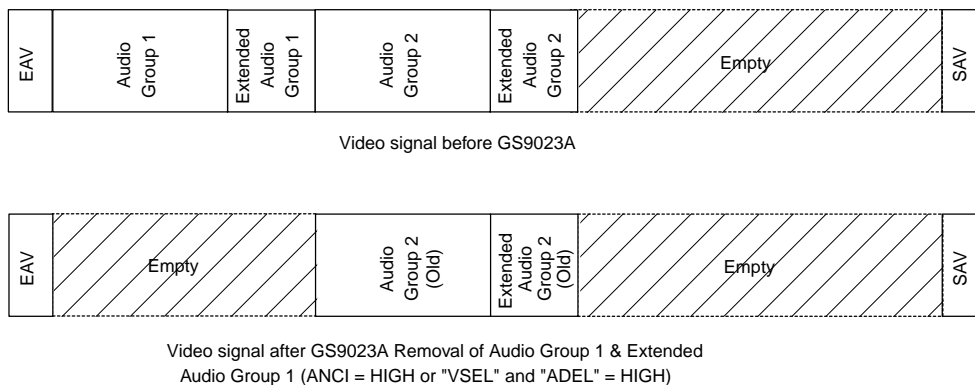 EAV
Audio
Group 1
Extended
Audio
Group 1
Audio
Group 2
Extended
Audio
Group 2
Empty
SAV
Video signal before GS9023A
EAV
Empty
Audio
Group 2
(Old)
Extended
Audio
Group 2
(Old)
Empty
SAV
Video signal after GS9023A Removal of Audio Group 1 & Extended
Audio Group 1 (ANCI = HIGH or "VSEL" and "ADEL" = HIGH)